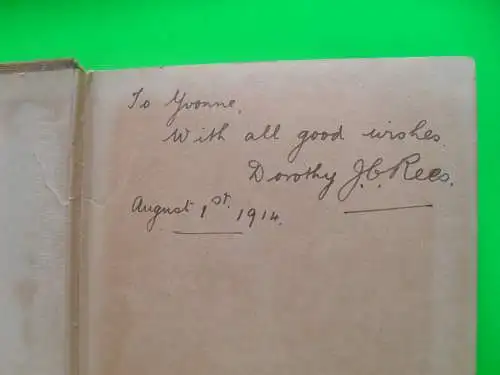 To Yvonne,
With all good wishes.
Dorothy J.C. Rees.
August 1st. 1914.